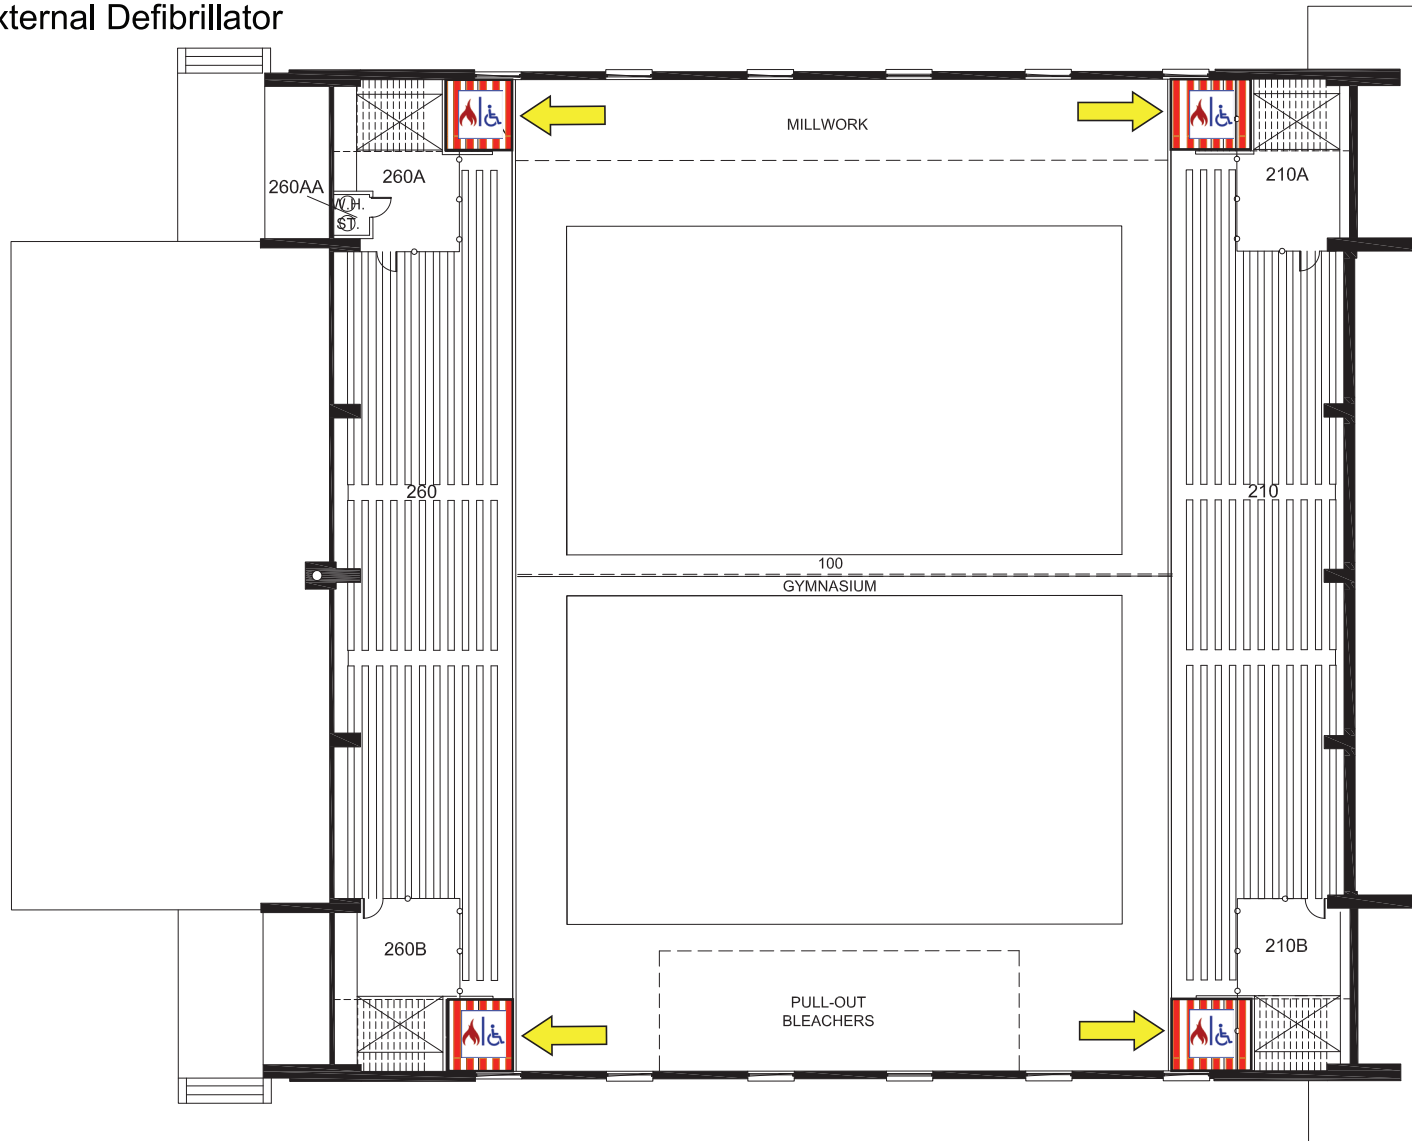 xternal Defibrillator
MILLWORK
260A
210A
260AA
W.H.
ST.
260
210
100
GYMNASIUM
260B
210B
PULL-OUT
BLEACHERS